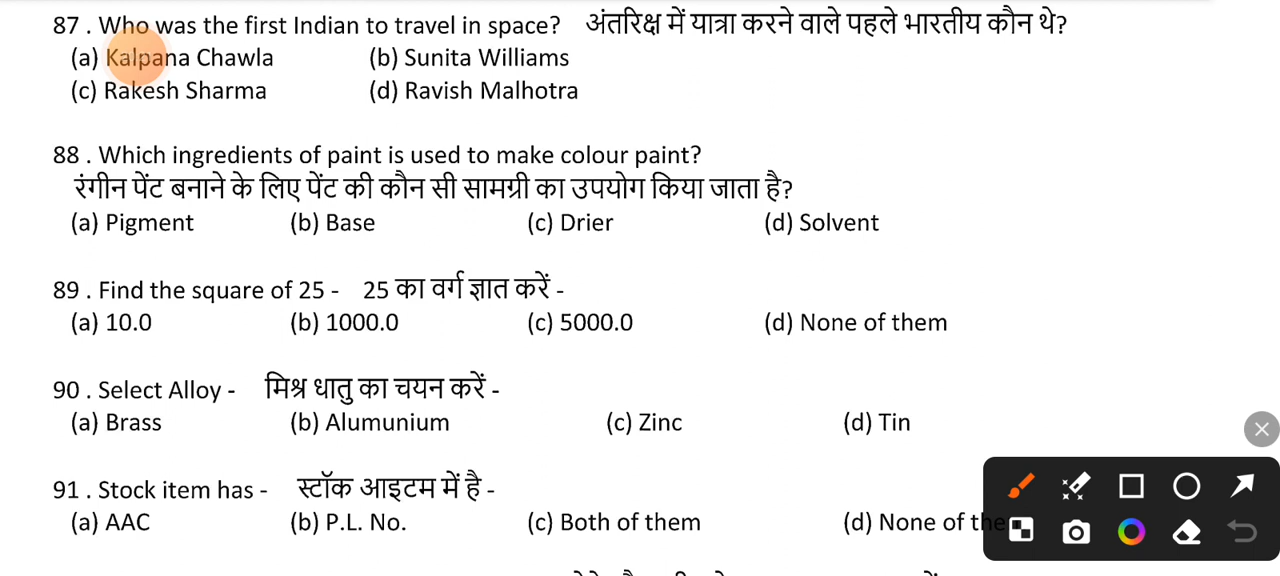 87 . Who was the first Indian to travel in space? अंतरिक्ष में यात्रा करने वाले पहले भारतीय कौन थे?
(a) Kalpana Chawla (b) Sunita Williams
(c) Rakesh Sharma (d) Ravish Malhotra
88 . Which ingredients of paint is used to make colour paint?
रंगीन पेंट बनाने के लिए पेंट की कौन सी सामग्री का उपयोग किया जाता है?
(a) Pigment (b) Base (c) Drier (d) Solvent
89 . Find the square of 25 - 25 का वर्ग ज्ञात करें -
(a) 10.0 (b) 1000.0 (c) 5000.0 (d) None of them
90 . Select Alloy - मिश्र धातु का चयन करें -
(a) Brass (b) Alumunium (c) Zinc (d) Tin
91 . Stock item has - स्टॉक आइटम में है -
(a) AAC (b) P.L. No. (c) Both of them (d) None of the